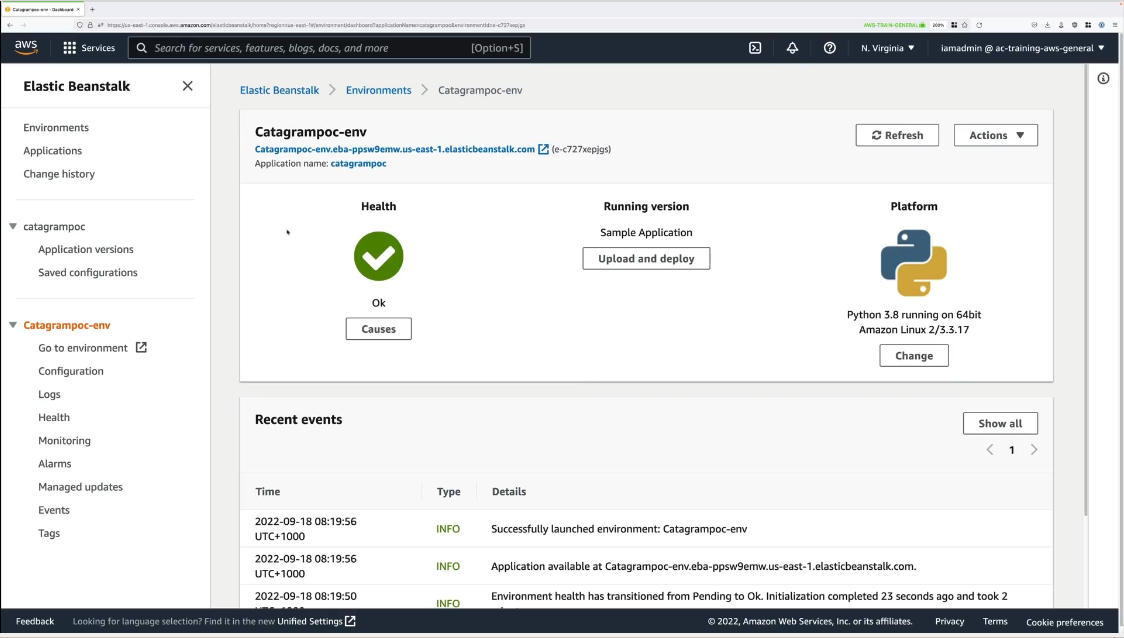 Catagrampoc-env - Dashboard
https://us-east-1.console.aws.amazon.com/elasticbeanstalk/home?region=us-east-1#/environment/dashboard?applicationName=catagrampoc&environmentId=e-c727xepjgs
AWS-TRAIN-GENERAL
200%
aws
Services
Search for services, features, blogs, docs, and more
[Option+S]
N. Virginia ▼
iamadmin @ ac-training-aws-general ▼
Elastic Beanstalk
Environments
Applications
Change history
catagrampoc
Application versions
Saved configurations
Catagrampoc-env
Go to environment
Configuration
Logs
Health
Monitoring
Alarms
Managed updates
Events
Tags
Elastic Beanstalk > Environments > Catagrampoc-env
Catagrampoc-env
Catagrampoc-env.eba-ppsw9emw.us-east-1.elasticbeanstalk.com (e-c727xepjgs)
Application name: catagrampoc
Refresh
Actions ▼
Health
Ok
Causes
Running version
Sample Application
Upload and deploy
Platform
Python 3.8 running on 64bit
Amazon Linux 2/3.3.17
Change
Recent events
Show all
1
Time Type Details
2022-09-18 08:19:56
UTC+1000
INFO
Successfully launched environment: Catagrampoc-env
2022-09-18 08:19:56
UTC+1000
INFO
Application available at Catagrampoc-env.eba-ppsw9emw.us-east-1.elasticbeanstalk.com.
2022-09-18 08:19:50
INFO
Environment health has transitioned from Pending to Ok. Initialization completed 23 seconds ago and took 2
Feedback
Looking for language selection? Find it in the new Unified Settings
© 2022, Amazon Web Services, Inc. or its affiliates.
Privacy
Terms
Cookie preferences